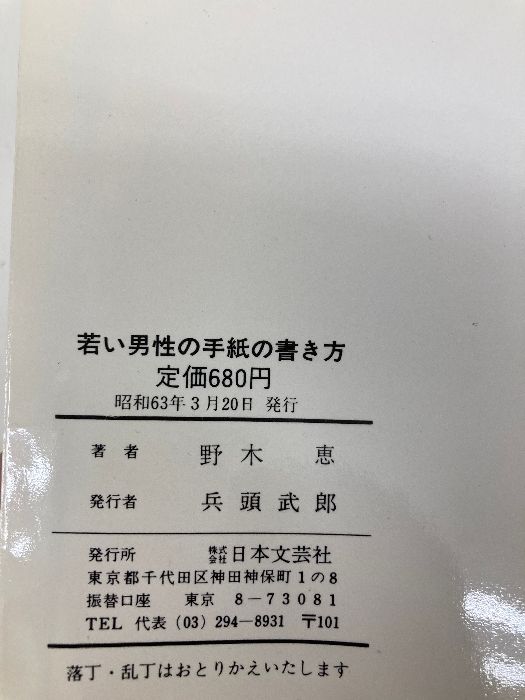 若い男性の手紙の書き方
定価680円
昭和63年3月20日 発行
著者 野木 恵
発行者 兵頭武郎
発行所 株式会社日本文芸社
東京都千代田区神田神保町1の8
振替口座 東京 8-73081
TEL 代表 (03) 294-8931 〒101
落丁・乱丁はおとりかえいたします